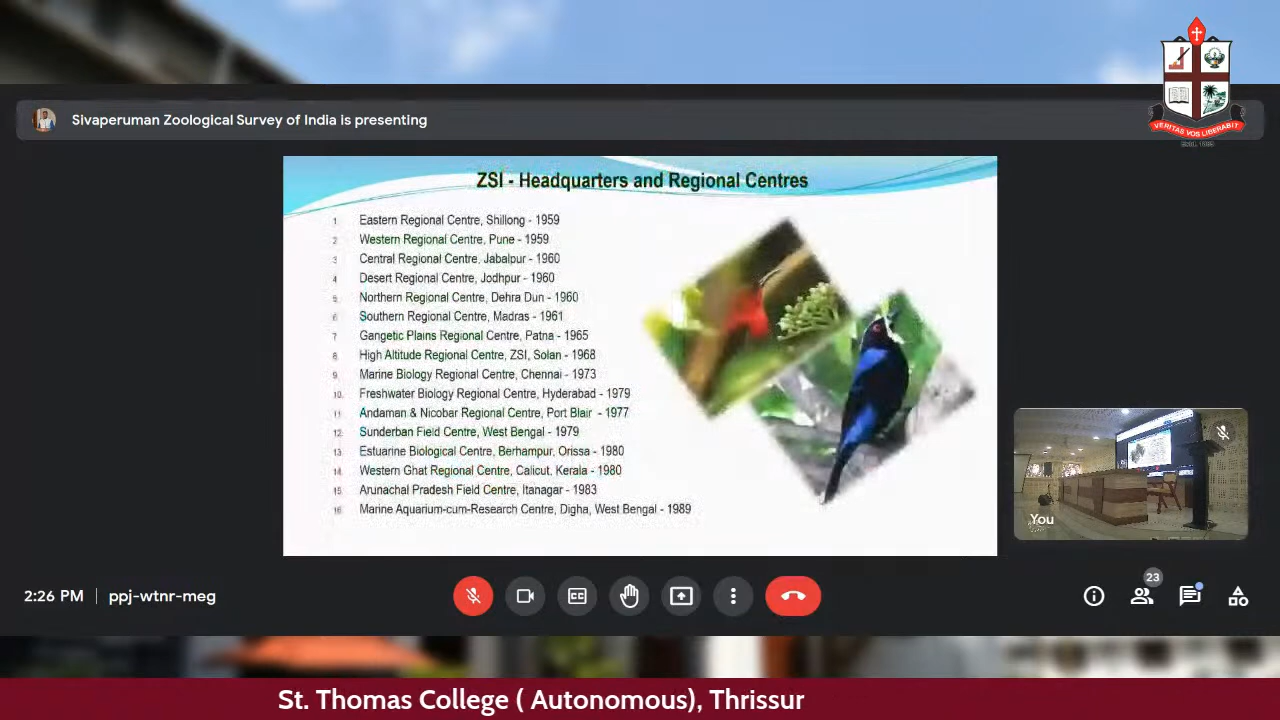 VERITAS VOS LIBERABIT
Sivaperuman Zoological Survey of India is presenting
ZSI - Headquarters and Regional Centres
1. Eastern Regional Centre, Shillong - 1959
2. Western Regional Centre, Pune - 1959
3. Central Regional Centre, Jabalpur - 1960
4. Desert Regional Centre, Jodhpur - 1960
5. Northern Regional Centre, Dehra Dun - 1960
6. Southern Regional Centre, Madras - 1961
7. Gangetic Plains Regional Centre, Patna - 1965
8. High Altitude Regional Centre, ZSI, Solan - 1968
9. Marine Biology Regional Centre, Chennai - 1973
10. Freshwater Biology Regional Centre, Hyderabad - 1979
11. Andaman & Nicobar Regional Centre, Port Blair - 1977
12. Sunderban Field Centre, West Bengal - 1979
13. Estuarine Biological Centre, Berhampur, Orissa - 1980
14. Western Ghat Regional Centre, Calicut, Kerala - 1980
15. Arunachal Pradesh Field Centre, Itanagar - 1983
16. Marine Aquarium-cum-Research Centre, Digha, West Bengal - 1989
You
2:26 PM | ppj-wtnr-meg
CC
23
St. Thomas College ( Autonomous), Thrissur